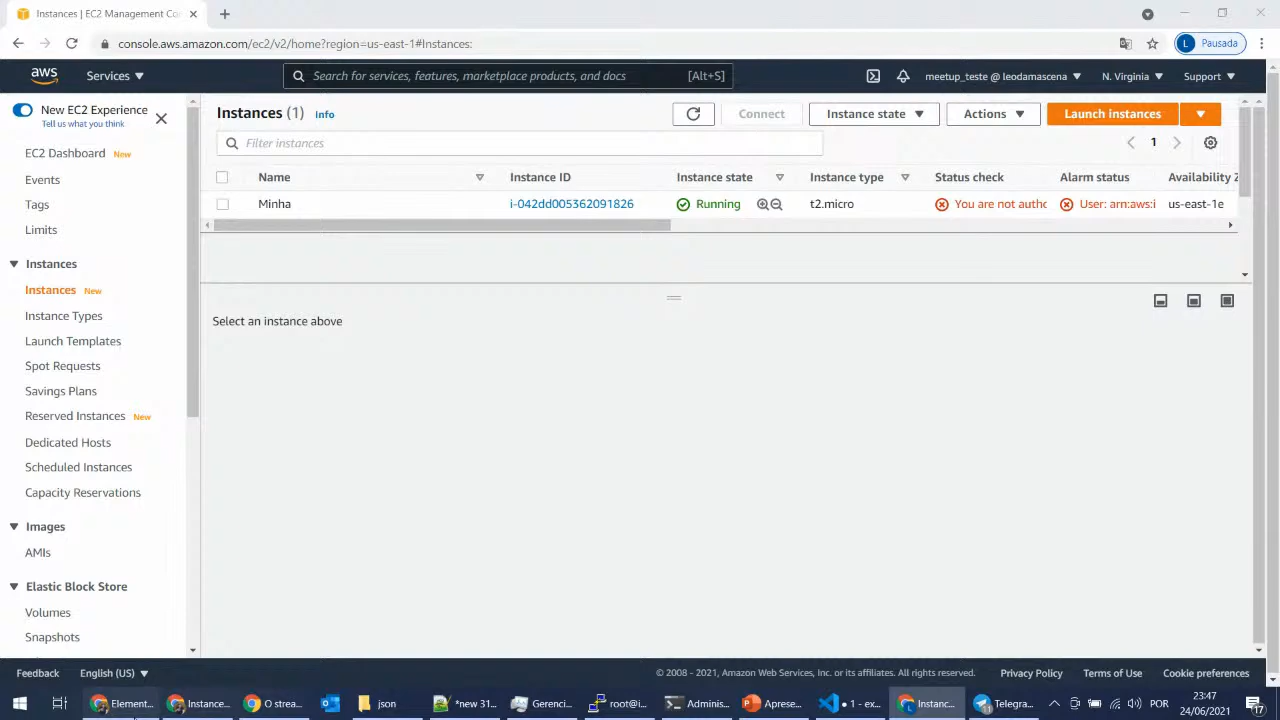 Instances | EC2 Management Con
console.aws.amazon.com/ec2/v2/home?region=us-east-1#Instances:
L Pausada
aws Services Search for services, features, marketplace products, and docs [Alt+S] meetup_teste @ leodamascena N. Virginia Support
New EC2 Experience
Tell us what you think
EC2 Dashboard New
Events
Tags
Limits
Instances
Instances New
Instance Types
Launch Templates
Spot Requests
Savings Plans
Reserved Instances New
Dedicated Hosts
Scheduled Instances
Capacity Reservations
Images
AMIs
Elastic Block Store
Volumes
Snapshots
Instances (1) Info Connect Instance state Actions Launch instances
Filter instances 1
Name Instance ID Instance state Instance type Status check Alarm status Availability Z
Minha i-042dd005362091826 Running t2.micro You are not autho User: arn:aws:i us-east-1e
Select an instance above
Feedback English (US) © 2008 - 2021, Amazon Web Services, Inc. or its affiliates. All rights reserved. Privacy Policy Terms of Use Cookie preferences
Element... Instance... O strea... json *new 31... Gerenci... root@i... Adminis... Aprese... 1 - ex... Instanc... Telegra... POR 23:47
24/06/2021 17